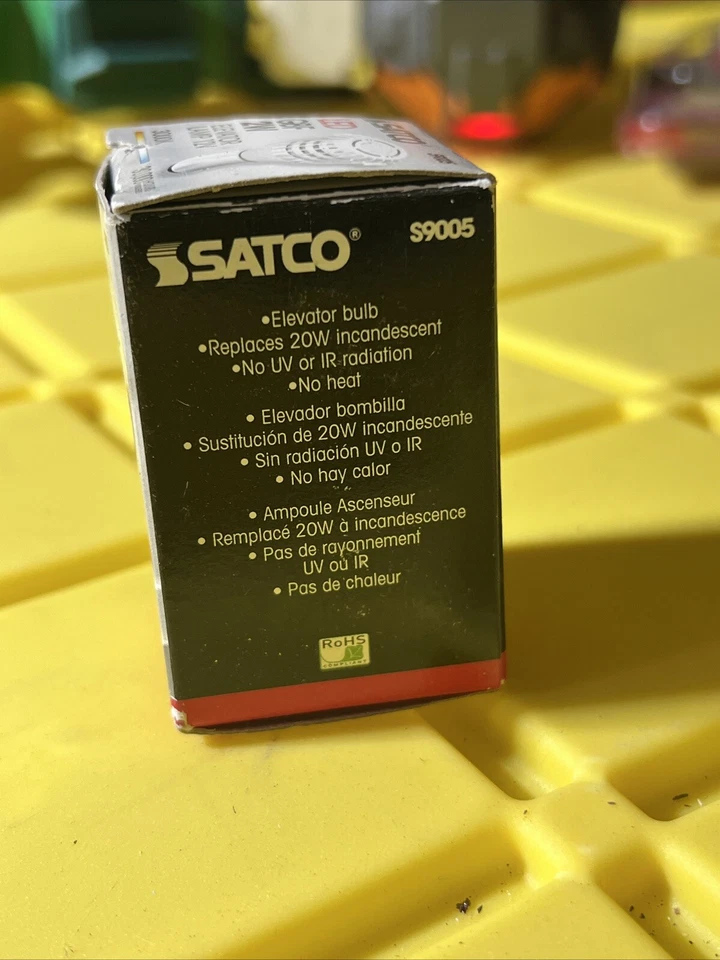 SATCO®
S9005
•Elevator bulb
•Replaces 20W incandescent
•No UV or IR radiation
•No heat
• Elevador bombilla
• Sustitución de 20W incandescente
• Sin radiación UV o IR
• No hay calor
• Ampoule Ascenseur
• Remplacé 20W à incandescence
• Pas de rayonnement
UV ou IR
• Pas de chaleur
RoHS
COMPLIANT